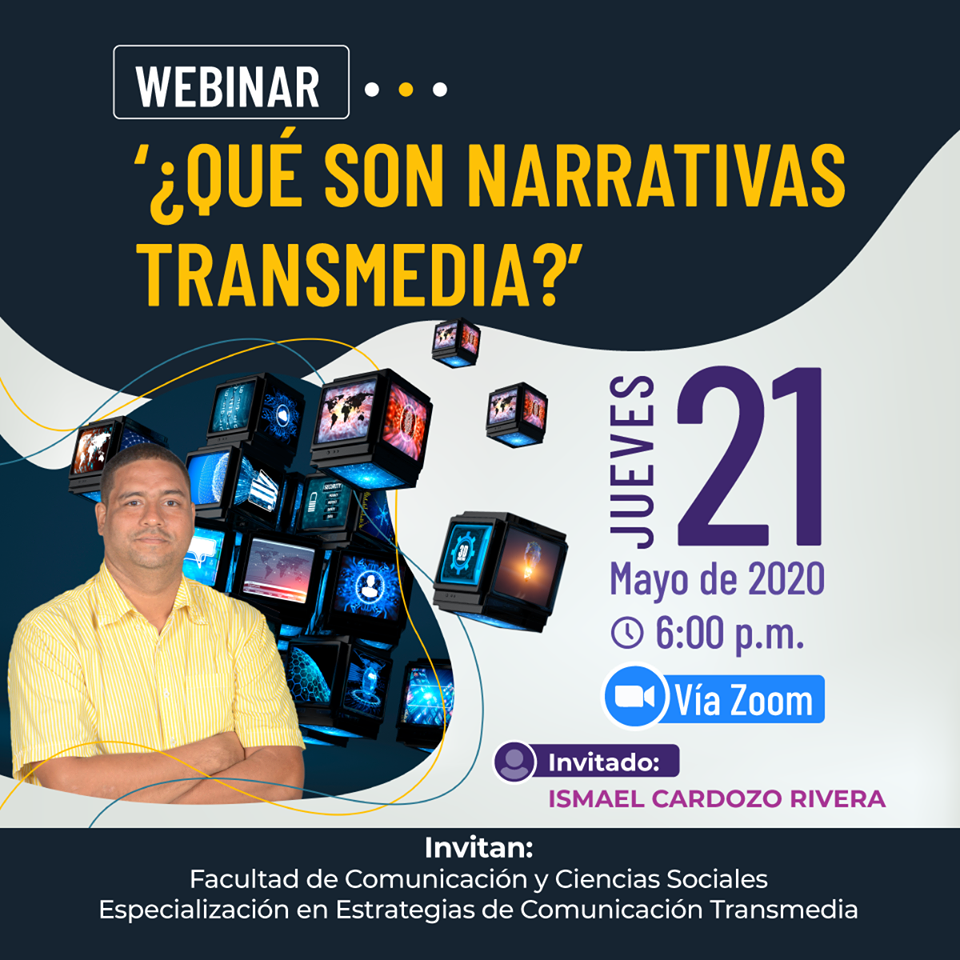 WEBINAR
‘¿QUÉ SON NARRATIVAS
TRANSMEDIA?’
JUEVES
21
Mayo de 2020
6:00 p.m.
Vía Zoom
Invitado:
ISMAEL CARDOZO RIVERA
SECURITY
Invitan:
Facultad de Comunicación y Ciencias Sociales
Especialización en Estrategias de Comunicación Transmedia